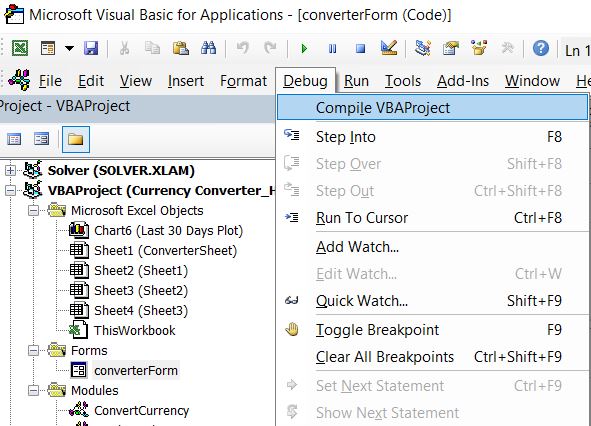 Microsoft Visual Basic for Applications - [converterForm (Code)]
Ln 1
File Edit View Insert Format Debug Run Tools Add-Ins Window He
Project - VBAProject
Compile VBAProject
Step Into F8
Step Over Shift+F8
Step Out Ctrl+Shift+F8
Run To Cursor Ctrl+F8
Add Watch...
Edit Watch... Ctrl+W
Quick Watch... Shift+F9
Toggle Breakpoint F9
Clear All Breakpoints Ctrl+Shift+F9
Set Next Statement Ctrl+F9
Show Next Statement
Solver (SOLVER.XLAM)
VBAProject (Currency Converter_H
Microsoft Excel Objects
Chart6 (Last 30 Days Plot)
Sheet1 (ConverterSheet)
Sheet2 (Sheet1)
Sheet3 (Sheet2)
Sheet4 (Sheet3)
ThisWorkbook
Forms
converterForm
Modules
ConvertCurrency